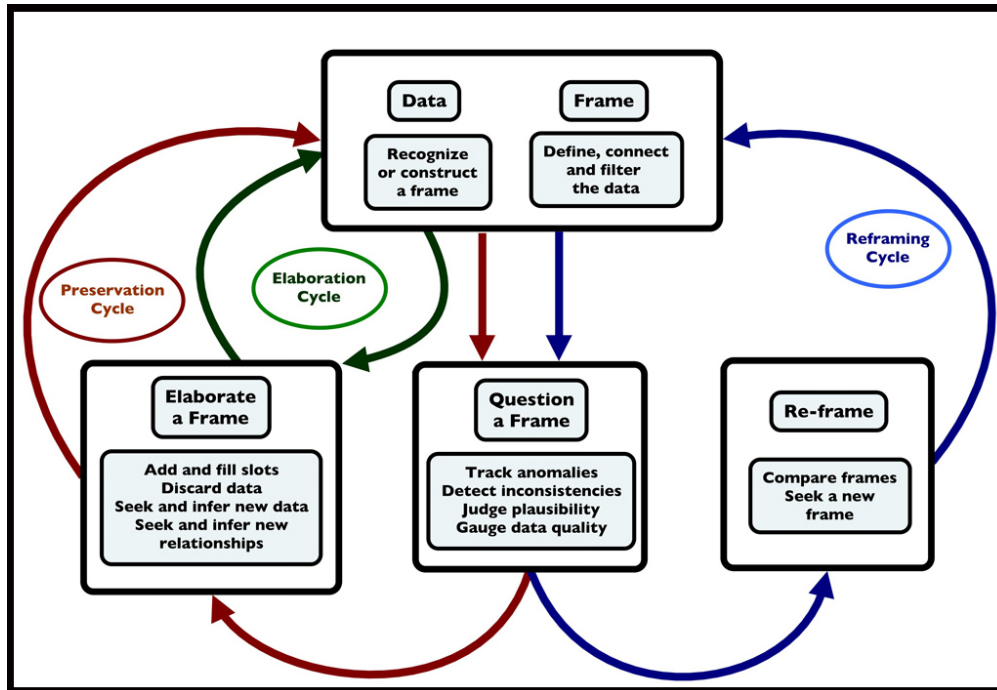 Data
Frame
Recognize
or construct
a frame
Define, connect
and filter
the data
Preservation
Cycle
Elaboration
Cycle
Reframing
Cycle
Elaborate
a Frame
Add and fill slots
Discard data
Seek and infer new data
Seek and infer new
relationships
Question
a Frame
Track anomalies
Detect inconsistencies
Judge plausibility
Gauge data quality
Re-frame
Compare frames
Seek a new
frame